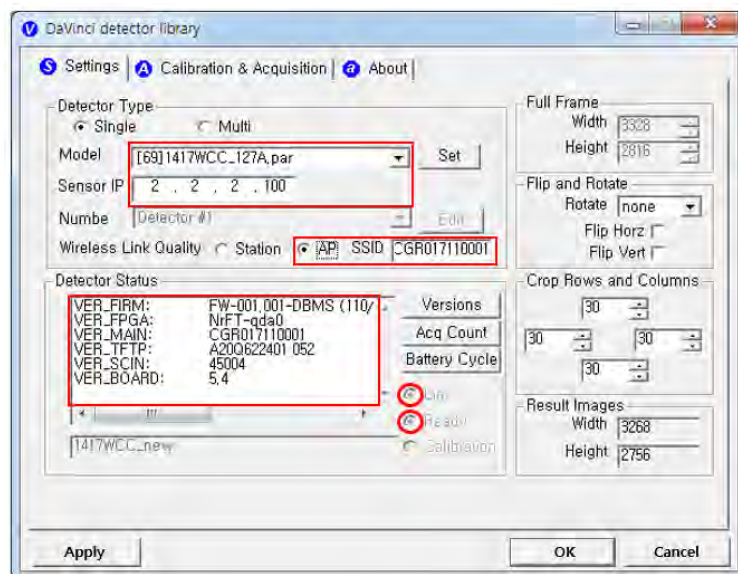 DaVinci detector library
Settings
Calibration & Acquisition
About
Detector Type
Single
Multi
Model
[69]1417WCC_127A.par
Set
Sensor IP
2 . 2 . 2 . 100
Numbe
Detector #1
Edit
Wireless Link Quality
Station
AP
SSID
CGR017110001
Detector Status
VER_FIRM: FW-001.001-DBMS (110/
VER_FPGA: NrFT-qda0
VER_MAIN: CGR017110001
VER_TFTP: A20Q622401 052
VER_SCIN: 45004
VER_BOARD: 5.4
Versions
Acq Count
Battery Cycle
Ready
Calibration
1417WCC_new
Full Frame
Width
3328
Height
2816
Flip and Rotate
Rotate
none
Flip Horz
Flip Vert
Crop Rows and Columns
30
30
30
30
Result Images
Width
3268
Height
2756
Apply
OK
Cancel